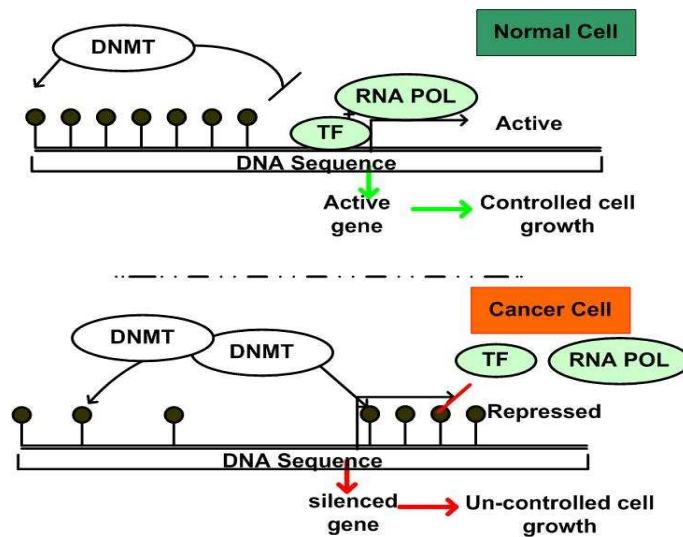 DNMT
Normal Cell
RNA POL
TF
Active
DNA Sequence
Active
gene
Controlled cell
growth
Cancer Cell
DNMT
DNMT
TF
RNA POL
Repressed
DNA Sequence
silenced
gene
Un-controlled cell
growth